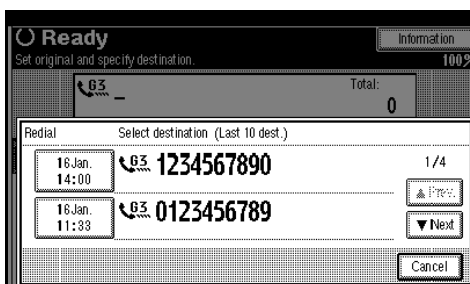 Ready
Information
Set original and specify destination.
100%
G3 _
Total:
0
Redial
Select destination (Last 10 dest.)
16Jan.
14:00
G3 1234567890
1/4
▲ Prev.
16Jan.
11:33
G3 0123456789
▼ Next
Cancel